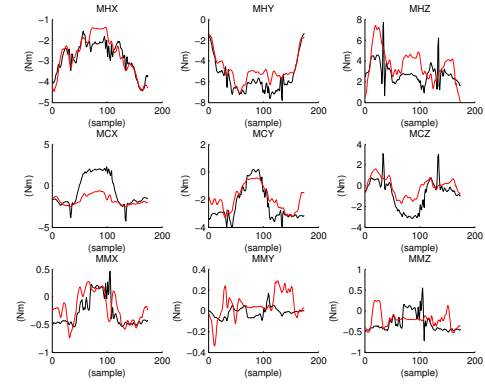 MHX MHY MHZ
−1 0 8
−2 −2 6
(Nm) −3 (Nm) −4 (Nm) 4
−4 −6 2
−5 −8 0
0 100 200 0 100 200 0 100 200
(sample) (sample) (sample)
MCX MCY MCZ
5 2 4
(Nm) 0 (Nm) 0 (Nm) 2
−2 0
−2
−5 −4 −4
0 100 200 0 100 200 0 100 200
(sample) (sample) (sample)
MMX MMY MMZ
0.5 0.4 1
0 0.2 0.5
(Nm) −0.5 (Nm) 0 (Nm) 0
−0.2 −0.5
−1 −0.4 −1
0 100 200 0 100 200 0 100 200
(sample) (sample) (sample)